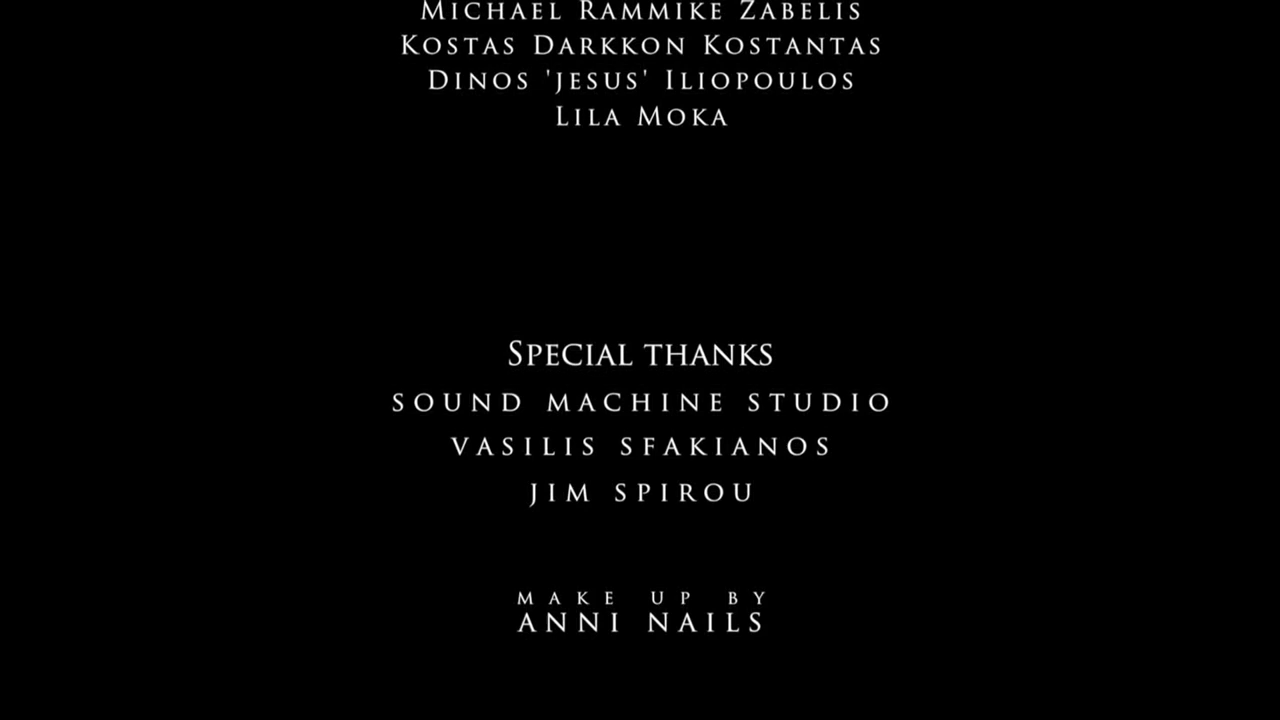 Michael Rammike Zabelis
Kostas Darkkon Kostantas
Dinos 'Jesus' Iliopoulos
Lila Moka
Special thanks
SOUND MACHINE STUDIO
VASILIS SFAKIANOS
JIM SPIROU
MAKE UP BY
ANNI NAILS